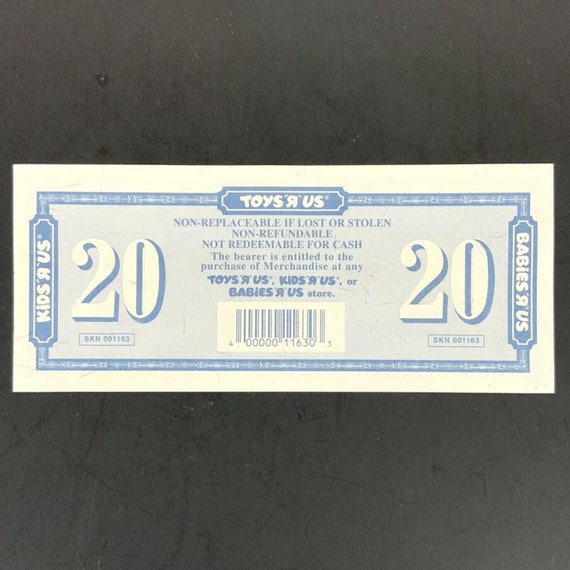 TOYS "R" US®
NON-REPLACEABLE IF LOST OR STOLEN
NON-REFUNDABLE
NOT REDEEMABLE FOR CASH
The bearer is entitled to the
purchase of Merchandise at any
TOYS "R" US®, KIDS "R" US®, or
BABIES "R" US store.
KIDS "R" US®
20
20
BABIES "R" US
SKN 001163
SKN 001163
4 00000 11630 3